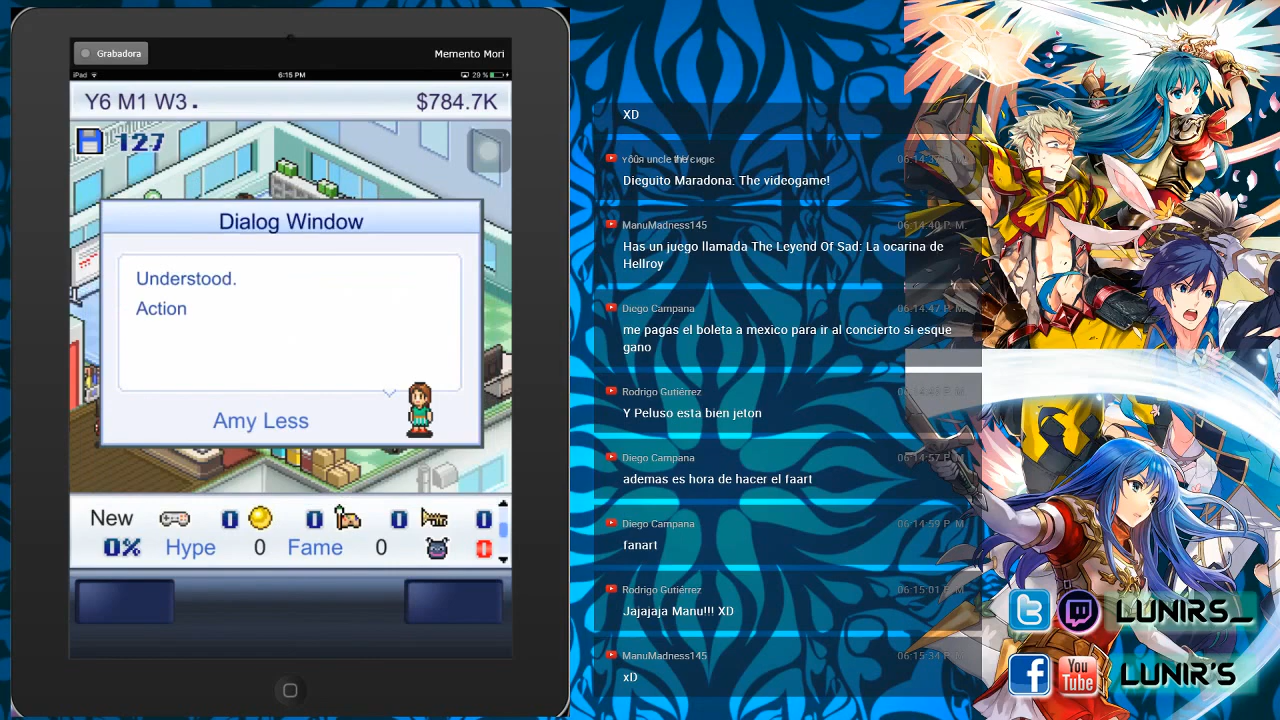 Grabadora
Memento Mori
iPad
6:15 PM
29 %
Y6 M1 W3
$784.7K
127
Dialog Window
Understood.
Action
Amy Less
New
0
0
0
0
0%
Hype
0
Fame
0
0
XD
uncle
Dieguito Maradona: The videogame!
ManuMadness145
06:14:40 P. M.
Has un juego llamada The Leyend Of Sad: La ocarina de
Hellroy
Diego Campana
06:14:47 P. M.
me pagas el boleta a mexico para ir al concierto si esque
gano
Rodrigo Gutiérrez
Y Peluso esta bien jeton
Diego Campana
06:14:57 P. M.
ademas es hora de hacer el faart
Diego Campana
06:14:59 P. M.
fanart
Rodrigo Gutiérrez
06:15:01 P. M.
Jajajaja Manu!!! XD
ManuMadness145
06:15:34 P. M.
xD
LUNIRS_
You
Tube
LUNIR'S